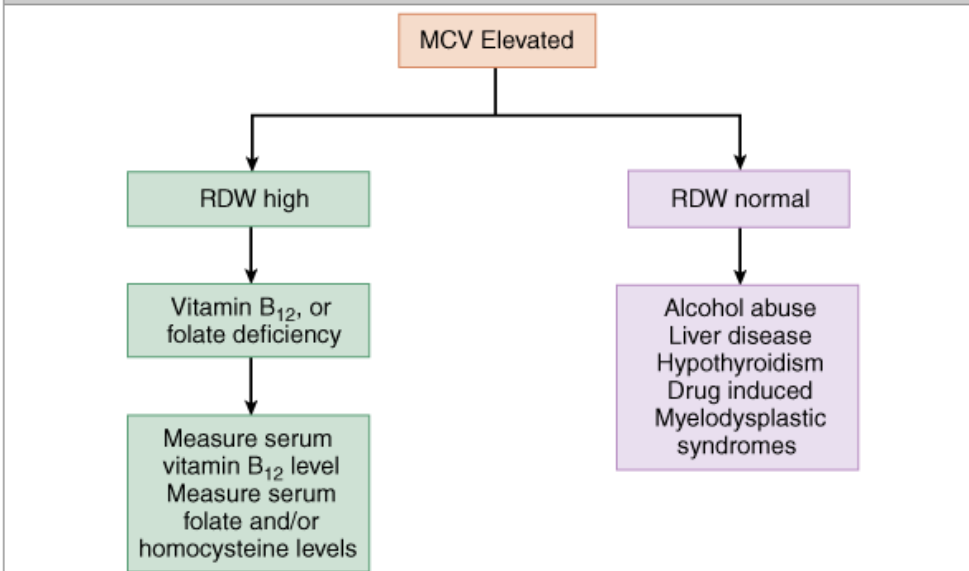 MCV Elevated
RDW high
RDW normal
Vitamin B₁₂, or
folate deficiency
Alcohol abuse
Liver disease
Hypothyroidism
Drug induced
Myelodysplastic
syndromes
Measure serum
vitamin B₁₂ level
Measure serum
folate and/or
homocysteine levels